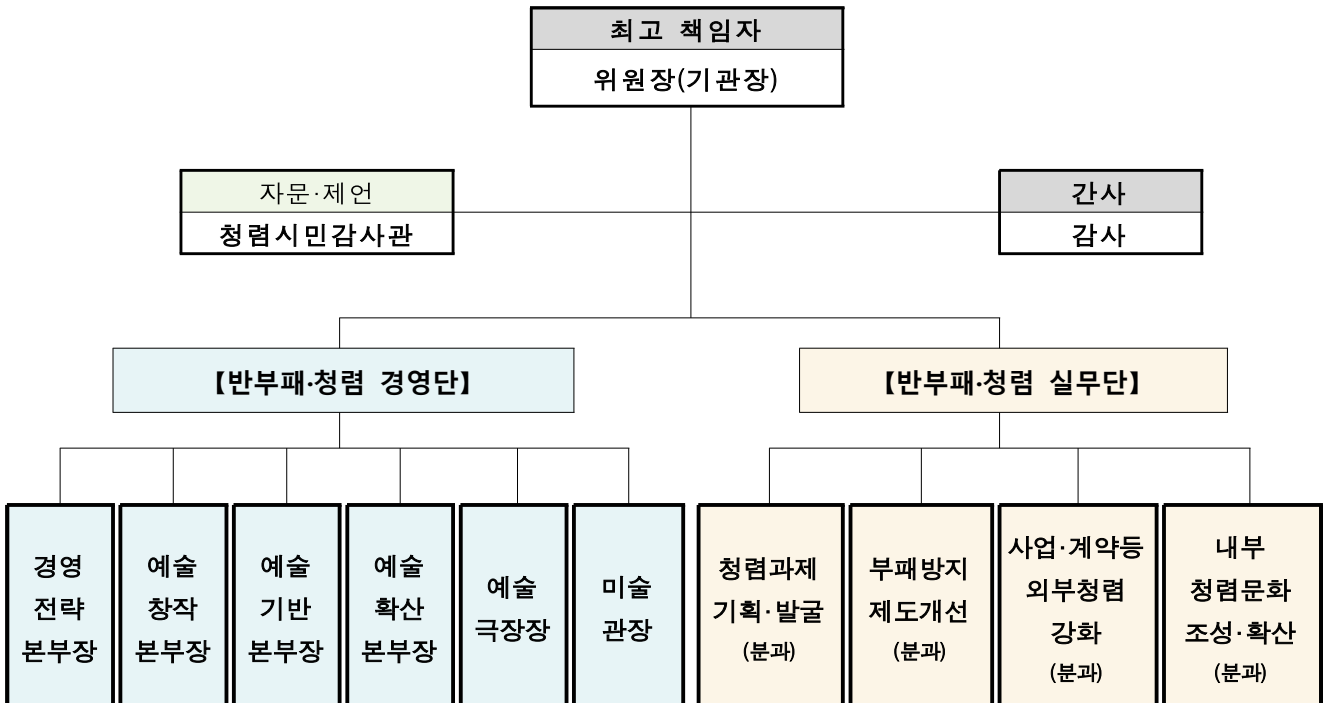 최고 책임자
위원장(기관장)
자문·제언
청렴시민감사관
간사
감사
【반부패·청렴 경영단】
【반부패·청렴 실무단】
경영
전략
본부장
예술
창작
본부장
예술
기반
본부장
예술
확산
본부장
예술
극장장
미술
관장
청렴과제
기획·발굴
(분과)
부패방지
제도개선
(분과)
사업·계약등
외부청렴
강화
(분과)
내부
청렴문화
조성·확산
(분과)